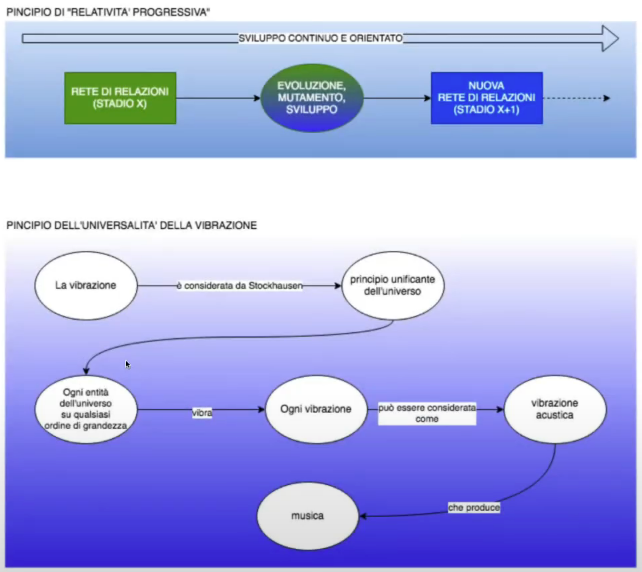 PINCIPIO DI "RELATIVITA' PROGRESSIVA"
SVILUPPO CONTINUO E ORIENTATO
RETE DI RELAZIONI
(STADIO X)
EVOLUZIONE,
MUTAMENTO,
SVILUPPO
NUOVA
RETE DI RELAZIONI
(STADIO X+1)
PINCIPIO DELL'UNIVERSALITA' DELLA VIBRAZIONE
La vibrazione
è considerata da Stockhausen
principio unificante
dell'universo
Ogni entità
dell'universo
su qualsiasi
ordine di grandezza
vibra
Ogni vibrazione
può essere considerata
come
vibrazione
acustica
che produce
musica